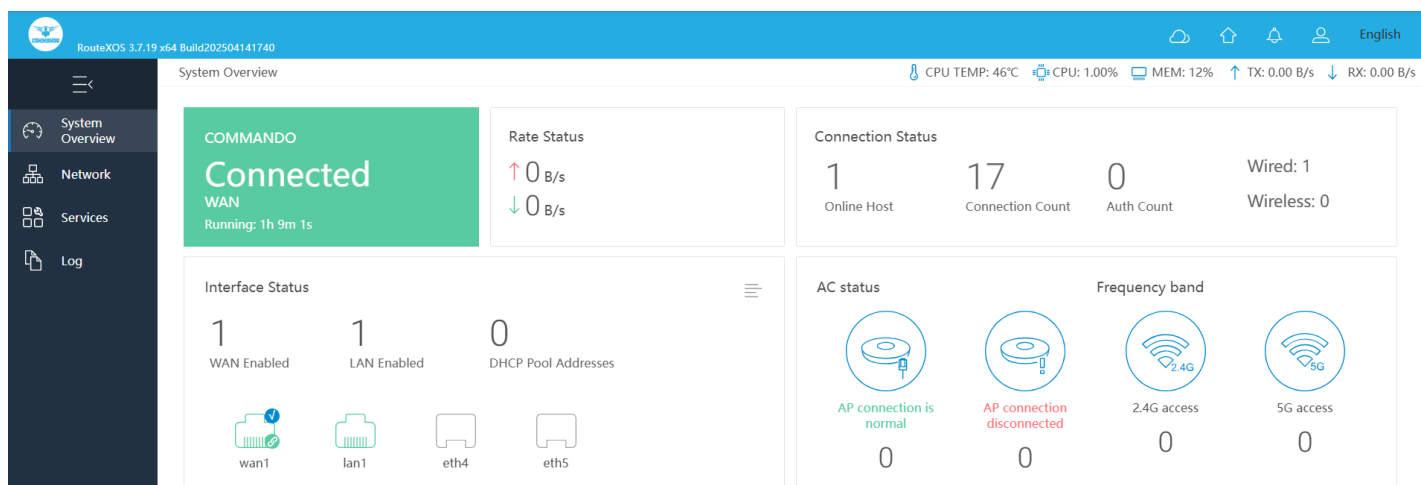 COMMANDO
RouteXOS 3.7.19 x64 Build202504141740
English
System Overview
CPU TEMP: 46℃ CPU: 1.00% MEM: 12% ↑ TX: 0.00 B/s ↓ RX: 0.00 B/s
System
Overview
Network
Services
Log
COMMANDO
Connected
WAN
Running: 1h 9m 1s
Rate Status
↑ 0 B/s
↓ 0 B/s
Connection Status
1 17 0
Online Host Connection Count Auth Count
Wired: 1
Wireless: 0
Interface Status
1 1 0
WAN Enabled LAN Enabled DHCP Pool Addresses
wan1 lan1 eth4 eth5
AC status Frequency band
2.4G 5G
AP connection is
normal
AP connection
disconnected
2.4G access 5G access
0 0 0 0